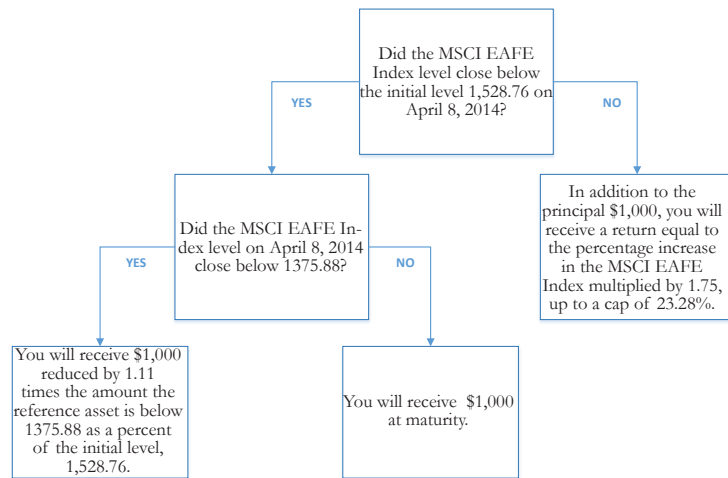 Did the MSCI EAFE
Index level close below
the initial level 1,528.76 on
April 8, 2014?
YES
NO
Did the MSCI EAFE In-
dex level on April 8, 2014
close below 1375.88?
In addition to the
principal $1,000, you will
receive a return equal to
the percentage increase
in the MSCI EAFE
Index multiplied by 1.75,
up to a cap of 23.28%.
YES
NO
You will receive $1,000
reduced by 1.11
times the amount the
reference asset is below
1375.88 as a percent
of the initial level,
1,528.76.
You will receive $1,000
at maturity.